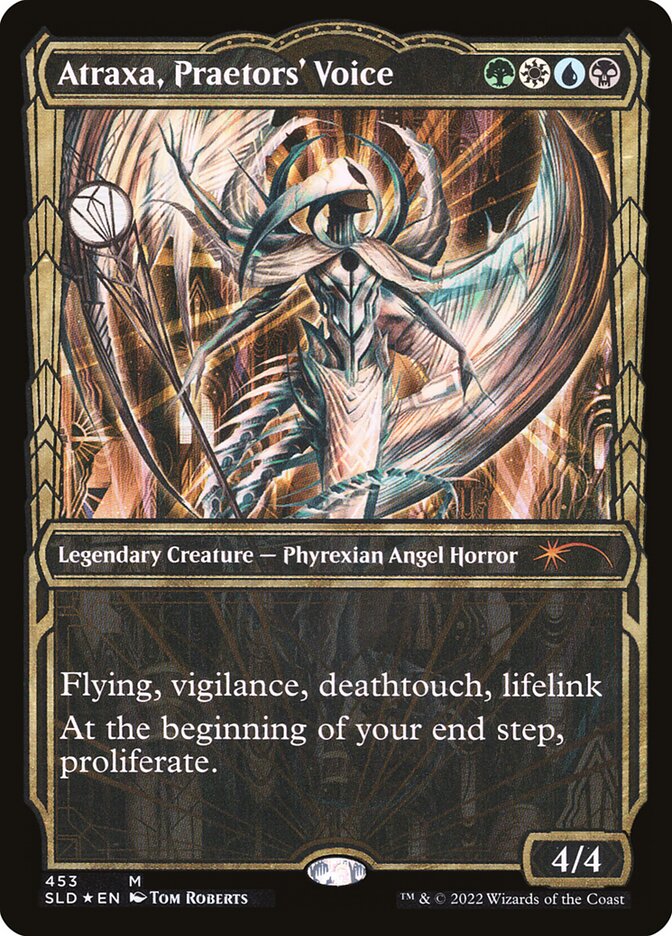 Atraxa, Praetors' Voice
Legendary Creature — Phyrexian Angel Horror
Flying, vigilance, deathtouch, lifelink
At the beginning of your end step,
proliferate.
4/4
453 M
SLD ★ EN Tom Roberts
™ & © 2022 Wizards of the Coast